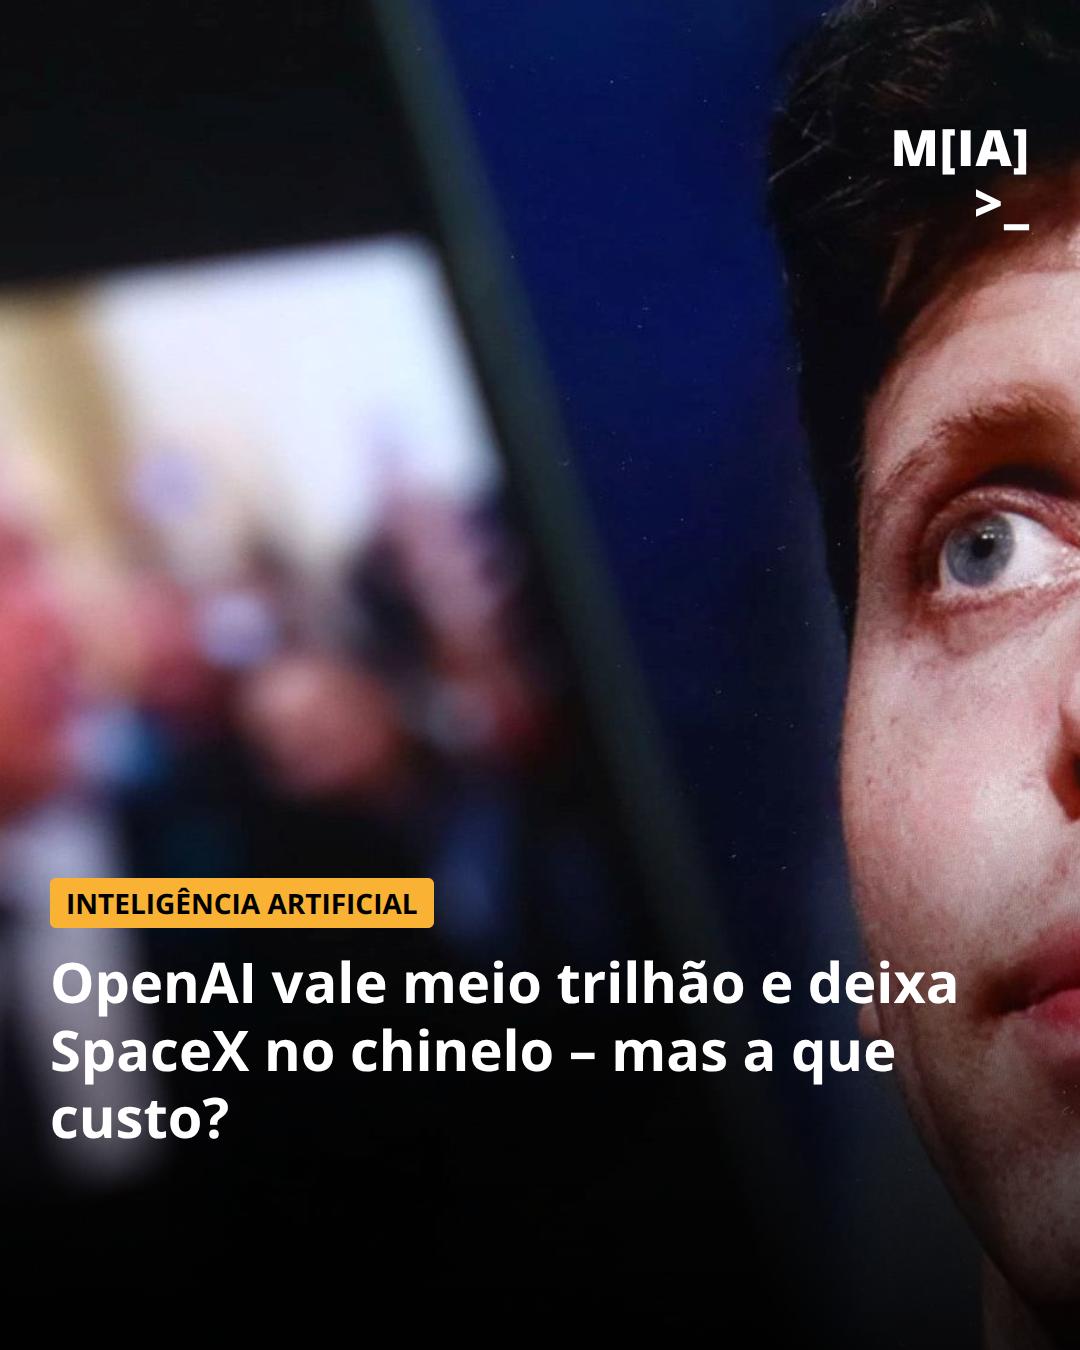 M[IA]
>_
INTELIGÊNCIA ARTIFICIAL
OpenAI vale meio trilhão e deixa
SpaceX no chinelo – mas a que
custo?